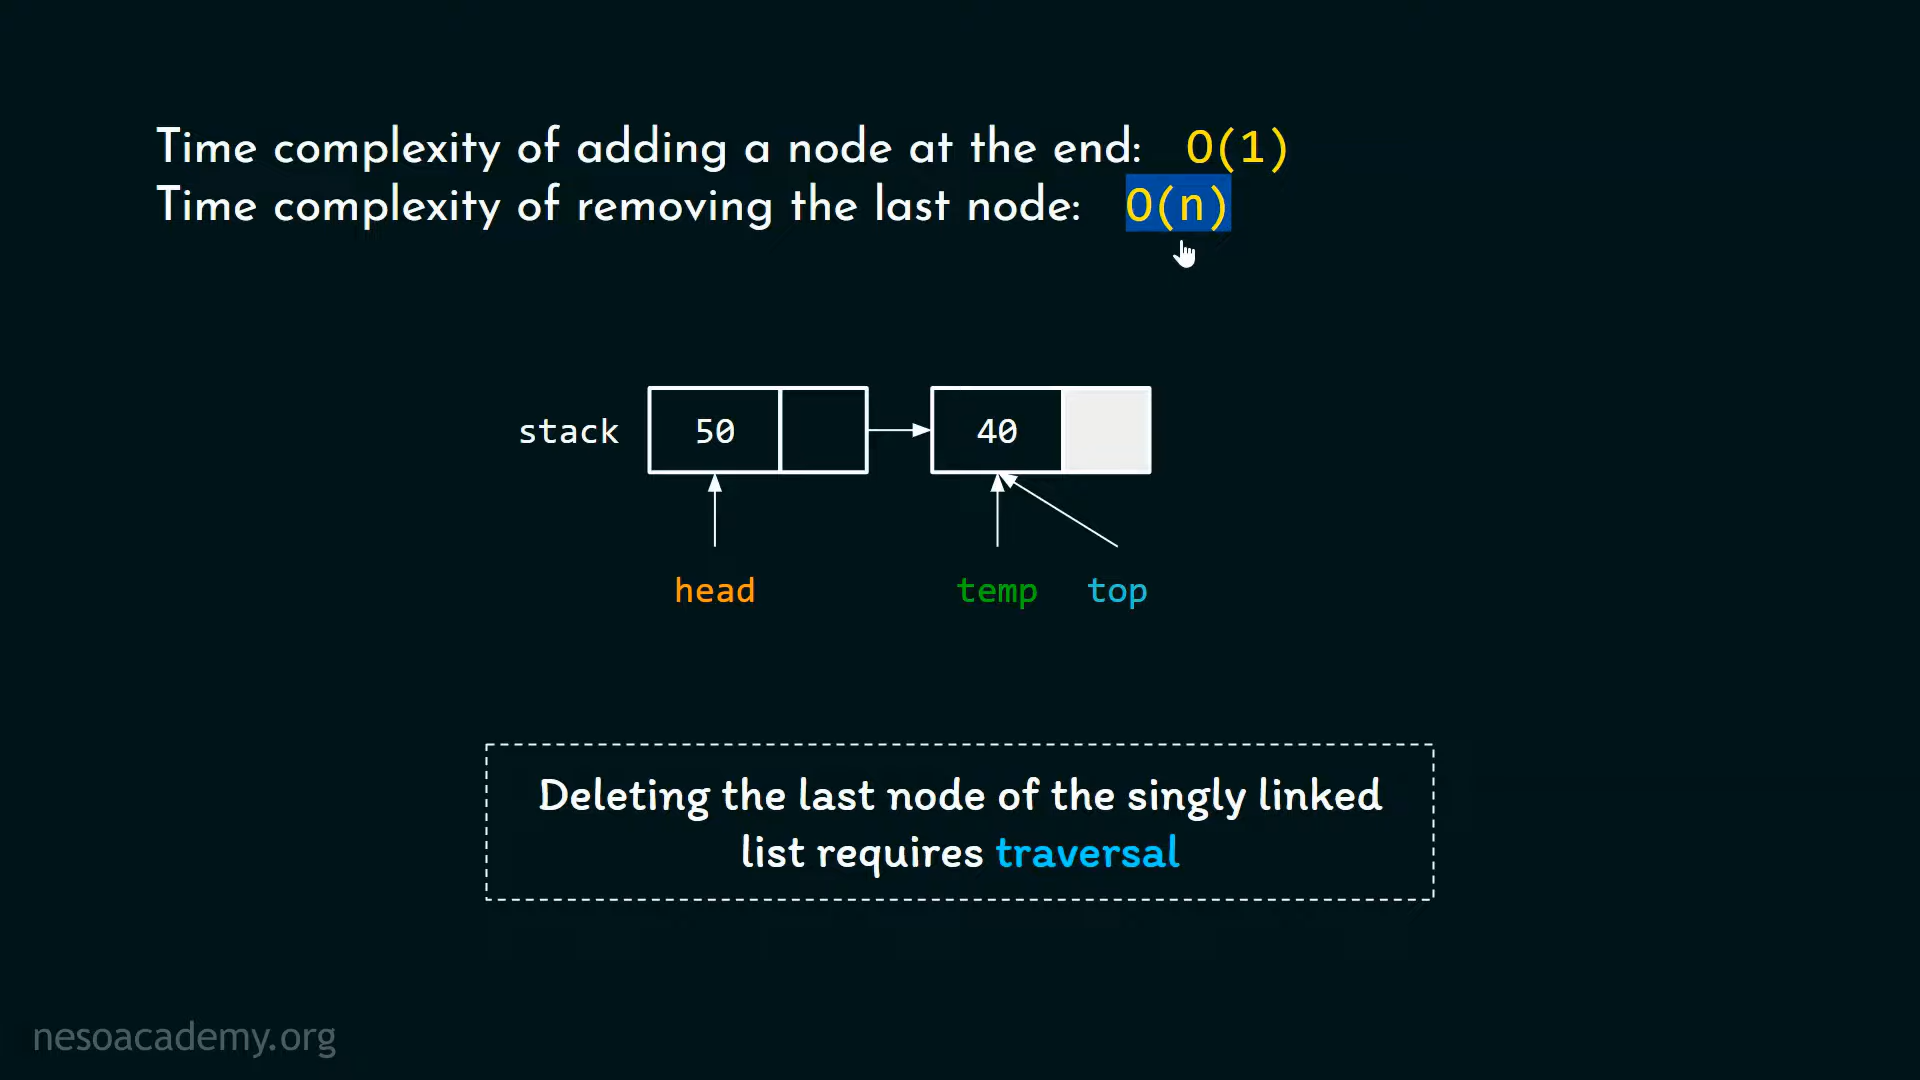 Time complexity of adding a node at the end: O(1)
Time complexity of removing the last node: O(n)
stack 50 40
head temp top
Deleting the last node of the singly linked
list requires traversal
nesoacademy.org